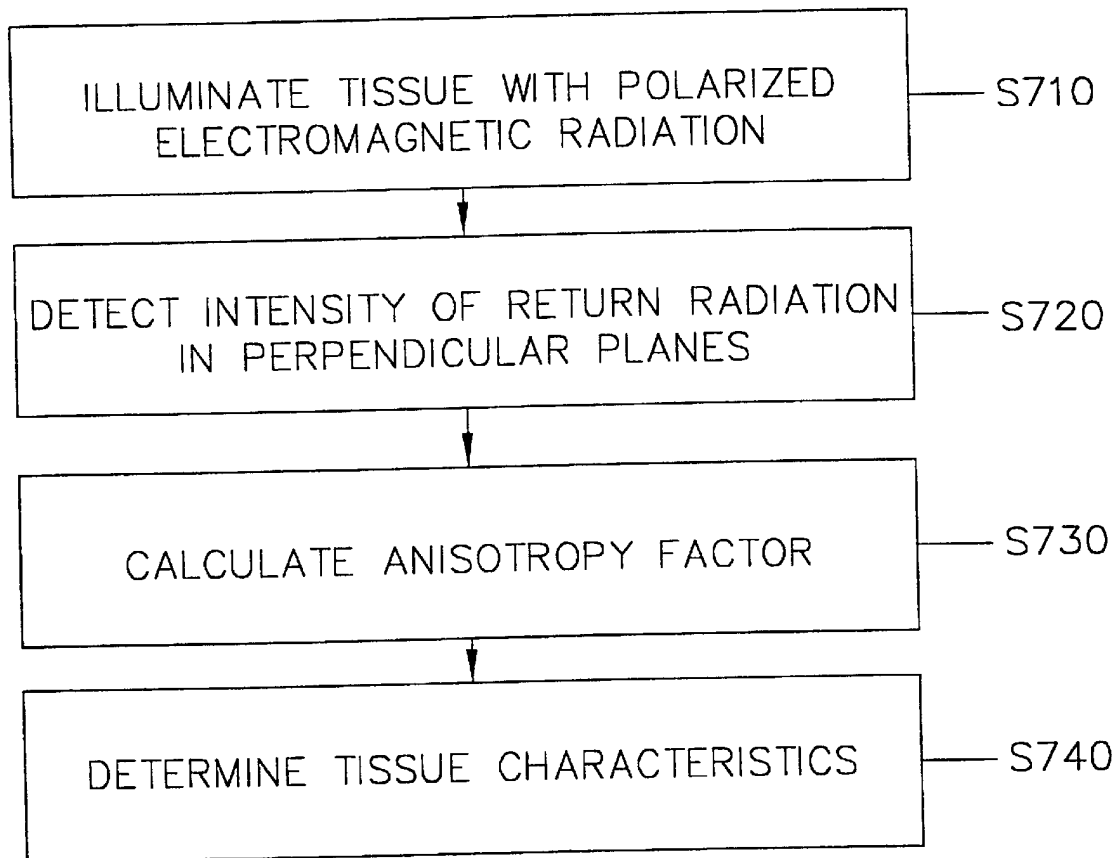 ILLUMINATE TISSUE WITH POLARIZED
ELECTROMAGNETIC RADIATION
S710
DETECT INTENSITY OF RETURN RADIATION
IN PERPENDICULAR PLANES
S720
CALCULATE ANISOTROPY FACTOR
S730
DETERMINE TISSUE CHARACTERISTICS
S740